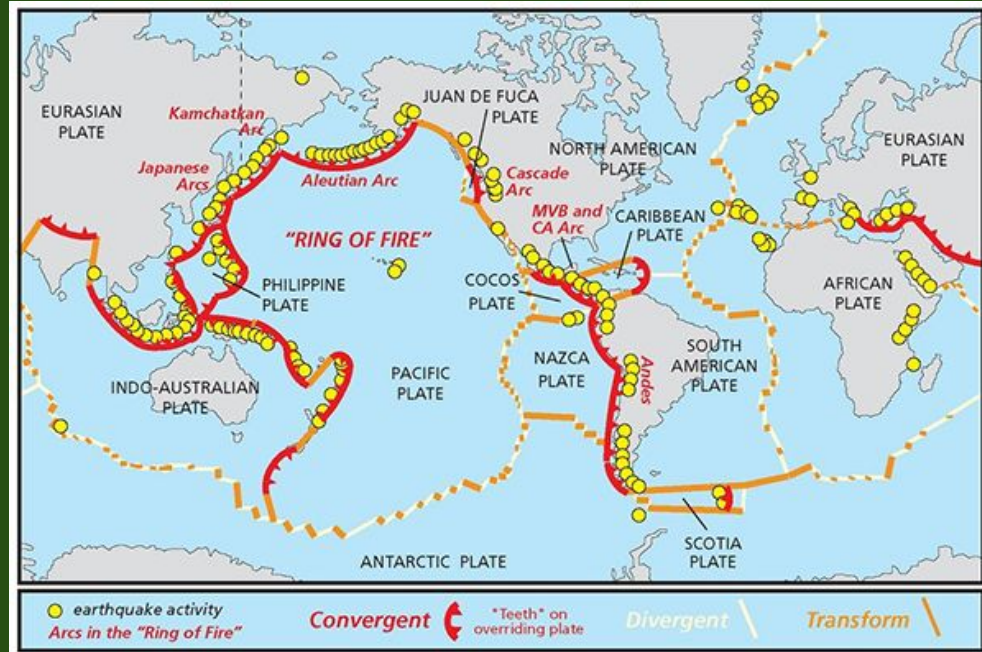 EURASIAN
PLATE
Kamchatkan
Arc
Japanese
Arcs
Aleutian Arc
JUAN DE FUCA
PLATE
NORTH AMERICAN
PLATE
EURASIAN
PLATE
Cascade
Arc
MVB and
CA Arc
CARIBBEAN
PLATE
"RING OF FIRE"
PHILIPPINE
PLATE
COCOS
PLATE
AFRICAN
PLATE
INDO-AUSTRALIAN
PLATE
PACIFIC
PLATE
NAZCA
PLATE
Andes
SOUTH
AMERICAN
PLATE
SCOTIA
PLATE
ANTARCTIC PLATE
earthquake activity
Arcs in the "Ring of Fire"
Convergent
"Teeth" on
overriding plate
Divergent
Transform